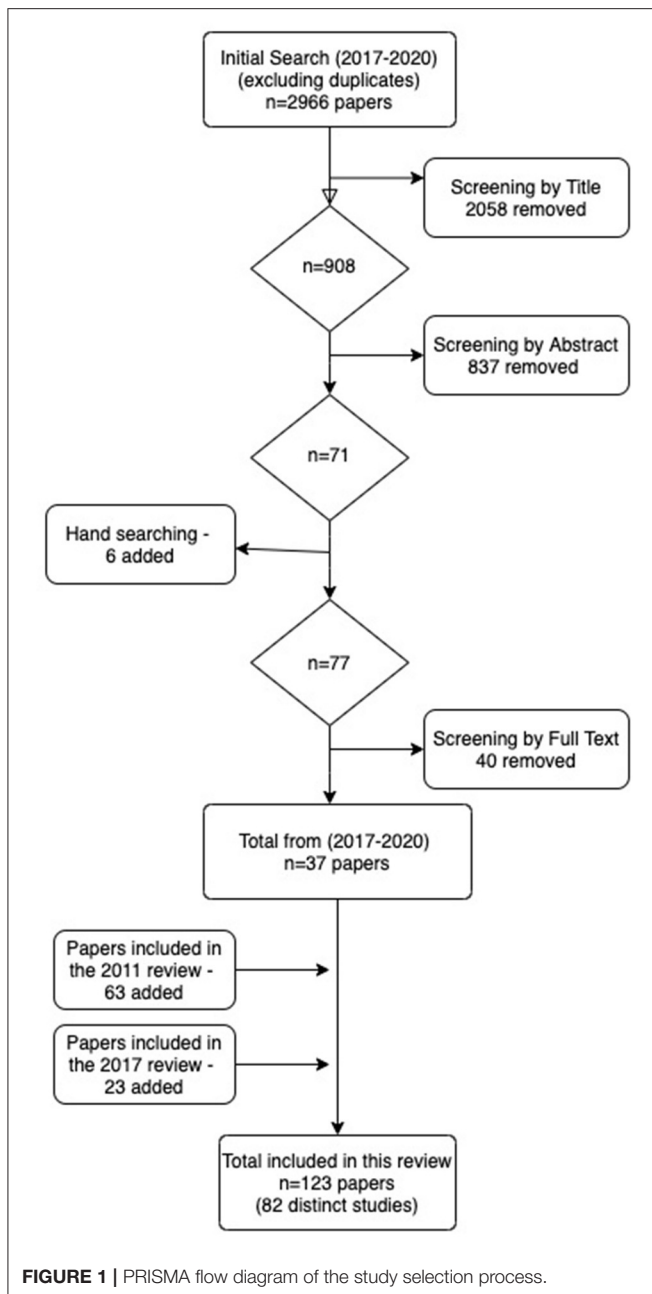 Initial Search (2017-2020)
(excluding duplicates)
n=2966 papers
Screening by Title
2058 removed
n=908
Screening by Abstract
837 removed
n=71
Hand searching -
6 added
n=77
Screening by Full Text
40 removed
Total from (2017-2020)
n=37 papers
Papers included in
the 2011 review -
63 added
Papers included in
the 2017 review -
23 added
Total included in this review
n=123 papers
(82 distinct studies)
FIGURE 1 | PRISMA flow diagram of the study selection process.